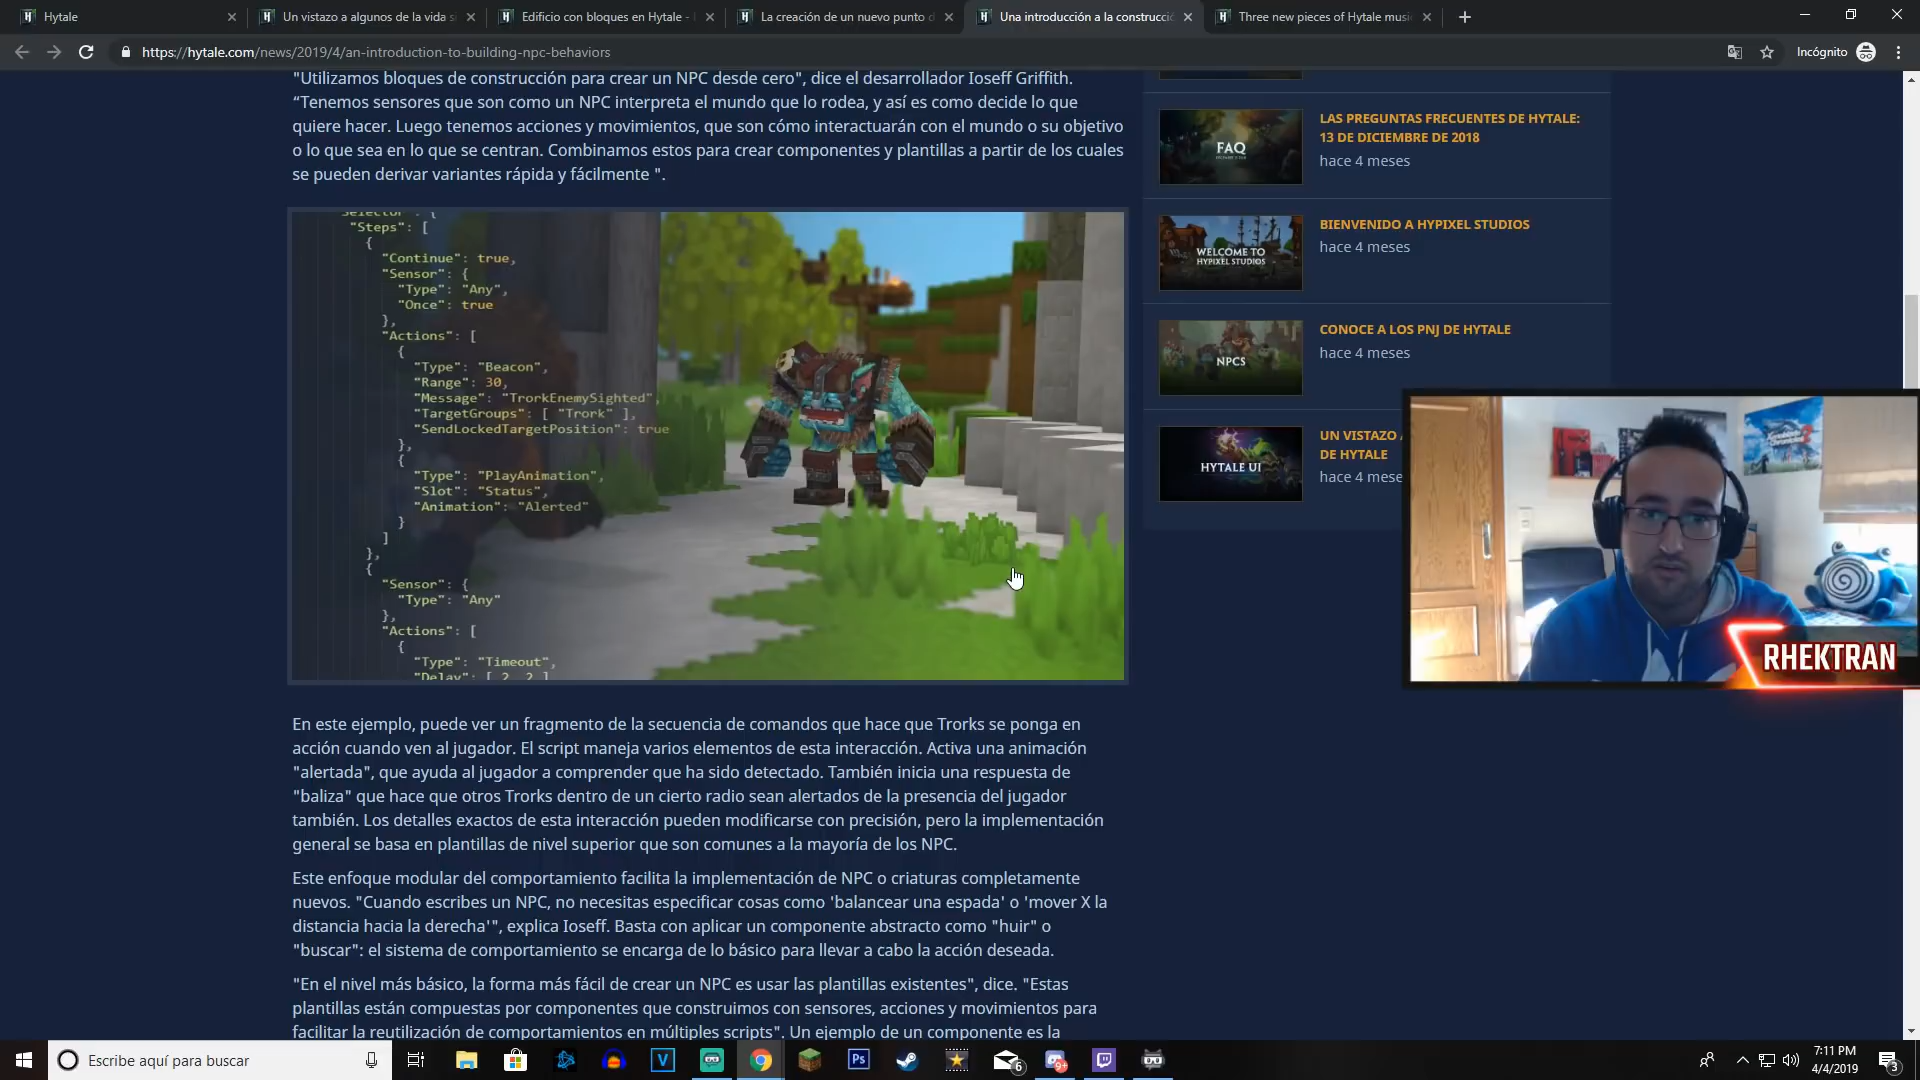 Hytale
Un vistazo a algunos de la vida s
Edificio con bloques en Hytale -
La creación de un nuevo punto d
Una introducción a la construcció
Three new pieces of Hytale music
https://hytale.com/news/2019/4/an-introduction-to-building-npc-behaviors
Incógnito
"Utilizamos bloques de construcción para crear un NPC desde cero", dice el desarrollador Ioseff Griffith.
“Tenemos sensores que son como un NPC interpreta el mundo que lo rodea, y así es como decide lo que
quiere hacer. Luego tenemos acciones y movimientos, que son cómo interactuarán con el mundo o su objetivo
o lo que sea en lo que se centran. Combinamos estos para crear componentes y plantillas a partir de los cuales
se pueden derivar variantes rápida y fácilmente ".
Selector : {
"Steps": [
{
"Continue": true,
"Sensor": {
"Type": "Any",
"Once": true
},
"Actions": [
{
"Type": "Beacon",
"Range": 30,
"Message": "TrorkEnemySighted",
"TargetGroups": [ "Trork" ],
"SendLockedTargetPosition": true
},
{
"Type": "PlayAnimation",
"Slot": "Status",
"Animation": "Alerted"
}
]
},
{
"Sensor": {
"Type": "Any"
},
"Actions": [
{
"Type": "Timeout",
"Delay": [ 2, 2 ]
En este ejemplo, puede ver un fragmento de la secuencia de comandos que hace que Trorks se ponga en
acción cuando ven al jugador. El script maneja varios elementos de esta interacción. Activa una animación
"alertada", que ayuda al jugador a comprender que ha sido detectado. También inicia una respuesta de
"baliza" que hace que otros Trorks dentro de un cierto radio sean alertados de la presencia del jugador
también. Los detalles exactos de esta interacción pueden modificarse con precisión, pero la implementación
general se basa en plantillas de nivel superior que son comunes a la mayoría de los NPC.
Este enfoque modular del comportamiento facilita la implementación de NPC o criaturas completamente
nuevos. "Cuando escribes un NPC, no necesitas especificar cosas como 'balancear una espada' o 'mover X la
distancia hacia la derecha'", explica Ioseff. Basta con aplicar un componente abstracto como "huir" o
"buscar": el sistema de comportamiento se encarga de lo básico para llevar a cabo la acción deseada.
"En el nivel más básico, la forma más fácil de crear un NPC es usar las plantillas existentes", dice. "Estas
plantillas están compuestas por componentes que construimos con sensores, acciones y movimientos para
facilitar la reutilización de comportamientos en múltiples scripts". Un ejemplo de un componente es la
FAQ
LAS PREGUNTAS FRECUENTES DE HYTALE:
13 DE DICIEMBRE DE 2018
hace 4 meses
WELCOME TO
HYPIXEL STUDIOS
BIENVENIDO A HYPIXEL STUDIOS
hace 4 meses
NPCS
CONOCE A LOS PNJ DE HYTALE
hace 4 meses
HYTALE UI
UN VISTAZO
DE HYTALE
hace 4 mese
RHEKTRAN
Escribe aquí para buscar
V
Ps
6
9+
7:11 PM
4/4/2019
3